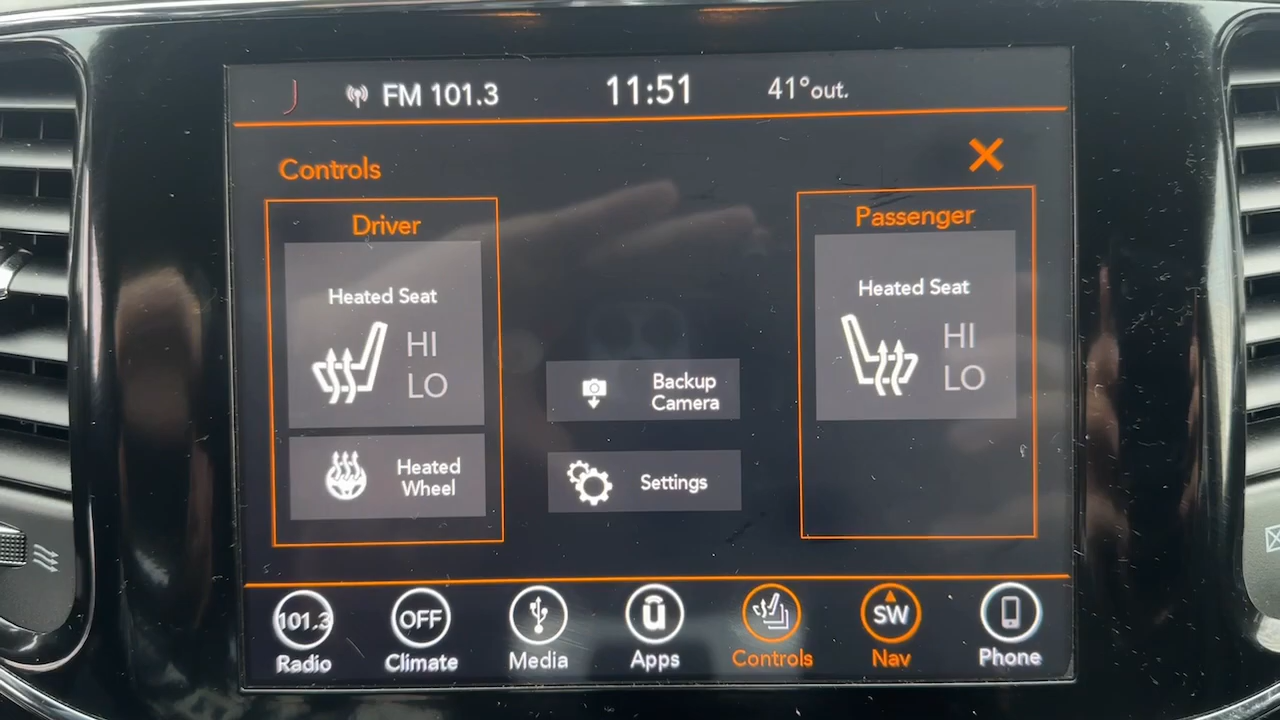 FM 101.3
11:51
41°out.
Controls
Driver
Heated Seat
HI
LO
Heated
Wheel
Backup
Camera
Settings
Passenger
Heated Seat
HI
LO
101.3
Radio
OFF
Climate
Media
Apps
Controls
SW
Nav
Phone